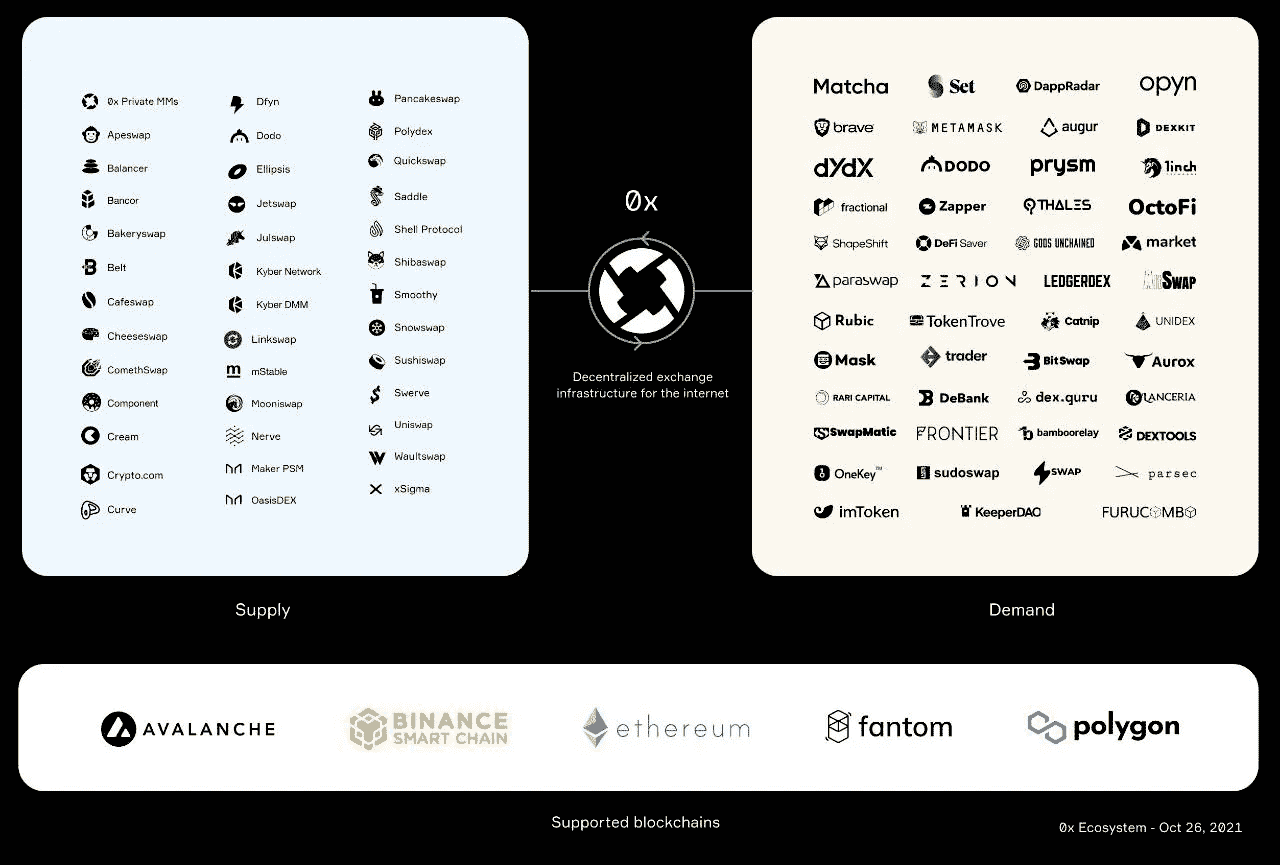 0x Private MMs
Apeswap
Balancer
Bancor
Bakeryswap
Belt
Cafeswap
Cheeseswap
ComethSwap
Component
Cream
Crypto.com
Curve
Dfyn
Dodo
Ellipsis
Jetswap
Julswap
Kyber Network
Kyber DMM
Linkswap
mStable
Mooniswap
Nerve
Maker PSM
OasisDEX
Pancakeswap
Polydex
Quickswap
Saddle
Shell Protocol
Shibaswap
Smoothy
Snowswap
Sushiswap
Swerve
Uniswap
Waultswap
xSigma
Supply
0x
Decentralized exchange
infrastructure for the internet
Matcha Set DappRadar opyn
brave METAMASK augur DEXKIT
dYdX DODO prysm 1inch
fractional Zapper THALES OctoFi
ShapeShift DeFi Saver GODS UNCHAINED market
paraswap ZERION LEDGERDEX SWAP
Rubic TokenTrove Catnip UNIDEX
Mask trader BitSwap Aurox
RARI CAPITAL DeBank dex.guru LANCERIA
SwapMatic FRONTIER bamboorelay DEXTOOLS
OneKey™ sudoswap SWAP parsec
imToken KeeperDAO FURUCOMBO
Demand
AVALANCHE BINANCE SMART CHAIN ethereum fantom polygon
Supported blockchains
0x Ecosystem - Oct 26, 2021